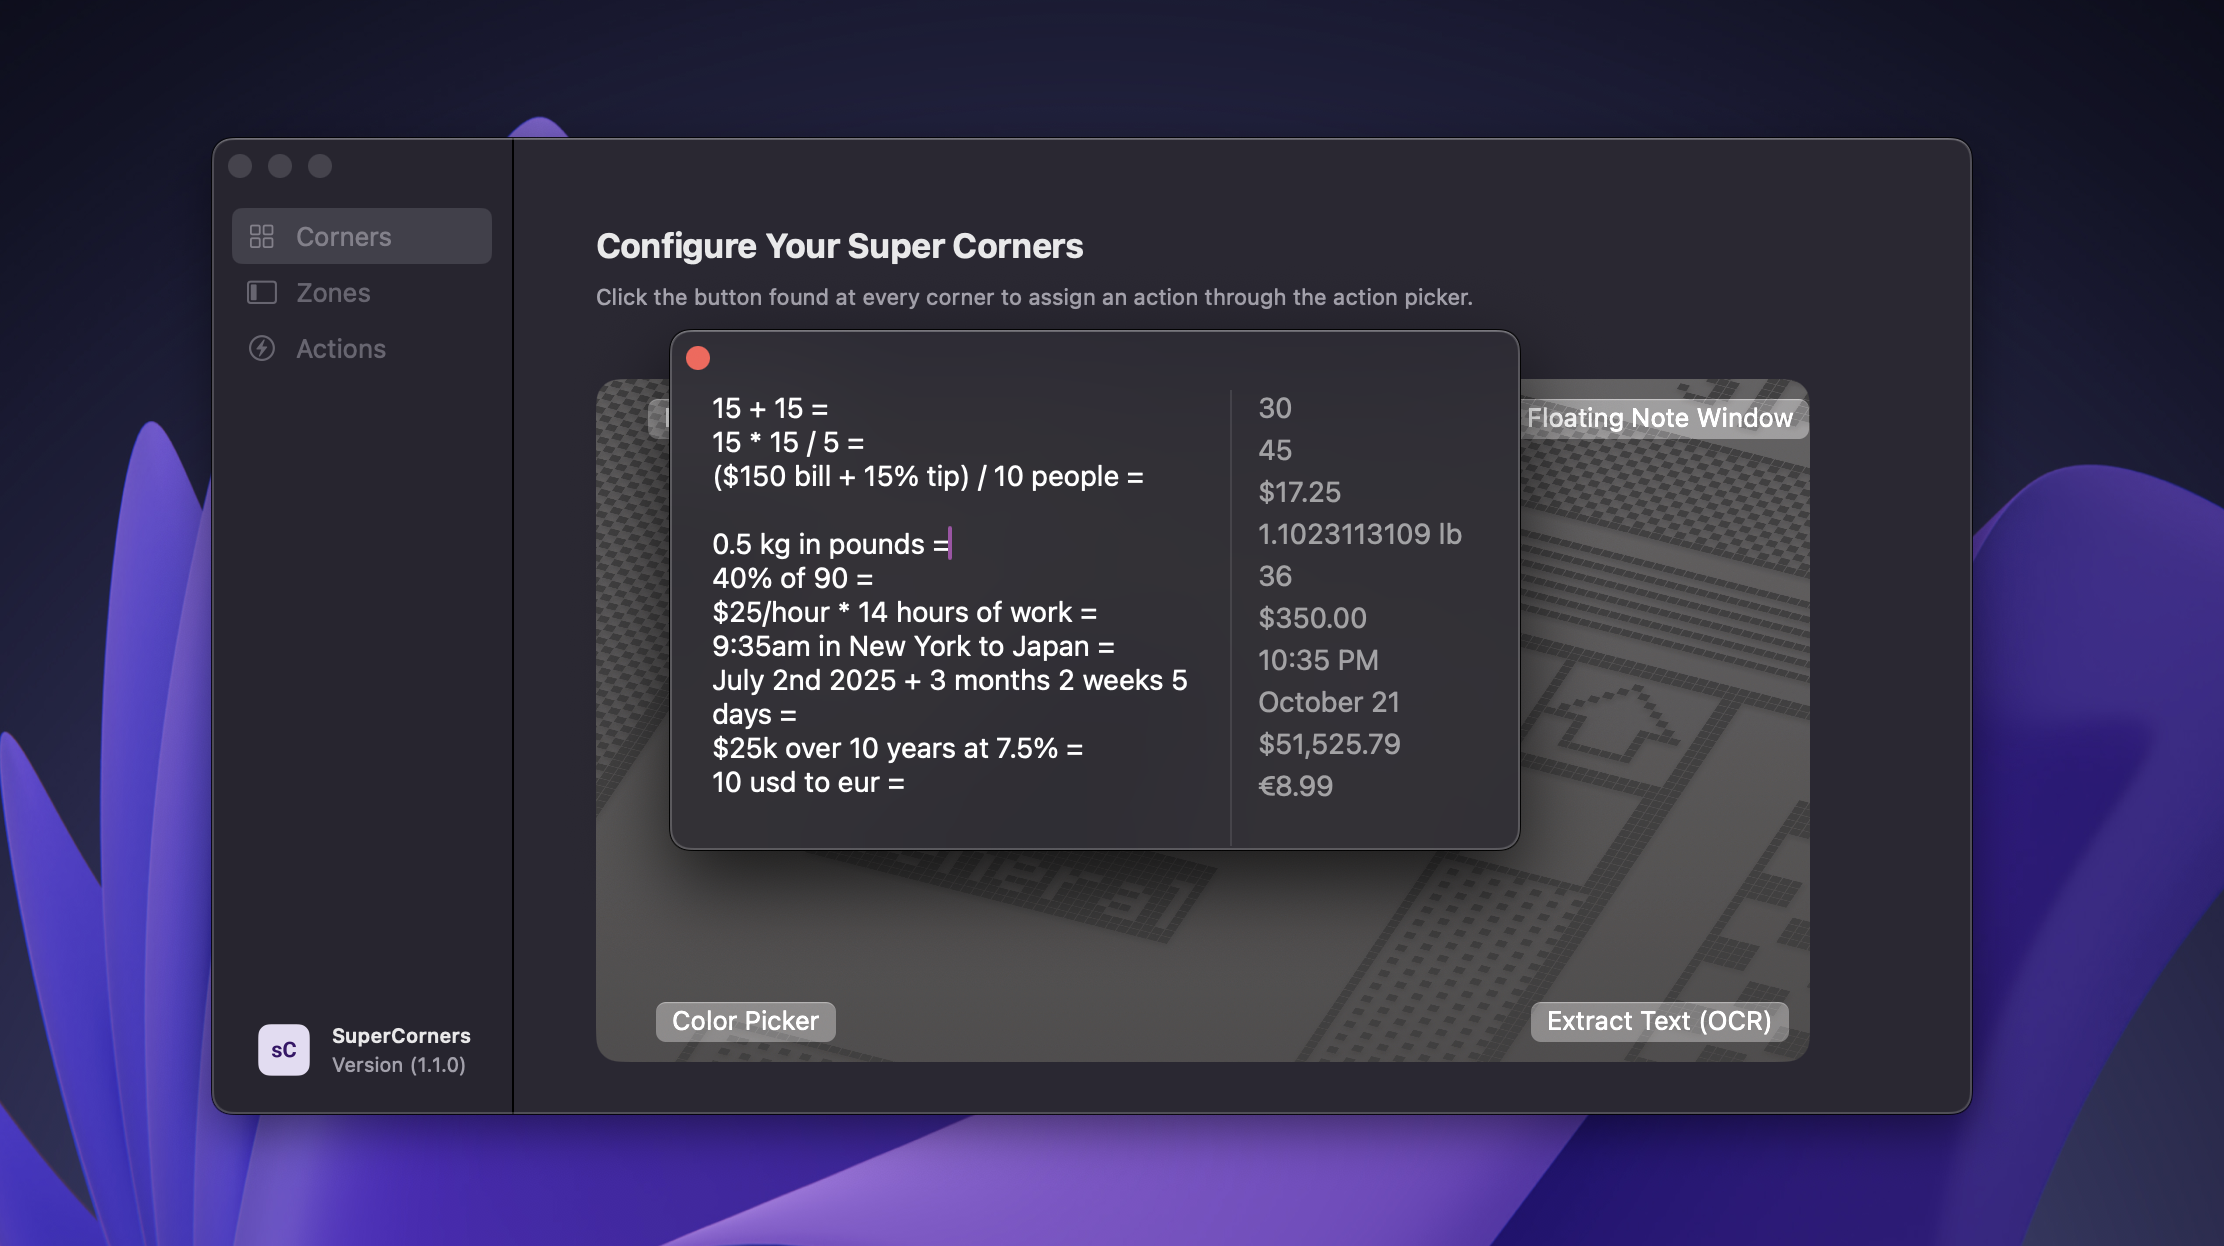 Corners
Zones
Actions
SuperCorners
Version (1.1.0)
sC
Configure Your Super Corners
Click the button found at every corner to assign an action through the action picker.
Floating Note Window
15 + 15 =
15 * 15 / 5 =
($150 bill + 15% tip) / 10 people =
0.5 kg in pounds =
40% of 90 =
$25/hour * 14 hours of work =
9:35am in New York to Japan =
July 2nd 2025 + 3 months 2 weeks 5
days =
$25k over 10 years at 7.5% =
10 usd to eur =
30
45
$17.25
1.1023113109 lb
36
$350.00
10:35 PM
October 21
$51,525.79
€8.99
Color Picker
Extract Text (OCR)